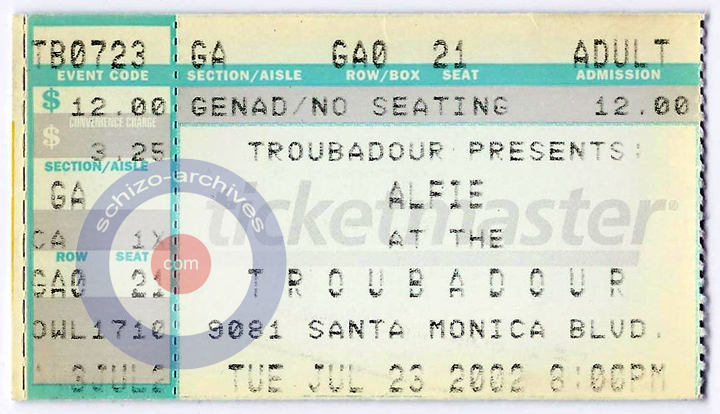 TB0723 GA GA0 21 ADULT
EVENT CODE SECTION/AISLE ROW/BOX SEAT ADMISSION
$ 12.00 GENAD/NO SEATING 12.00
$ CONVENIENCE CHARGE
3.25 TROUBADOUR PRESENTS:
SECTION/AISLE
GA ALFIE
schizo-archives
ticketmaster®
CA 1X AT THE
ROW SEAT
.com
GA0 21 TROUBADOUR
OWL1710 9081 SANTA MONICA BLVD.
3JUL2 TUE JUL 23 2002 8:00PM